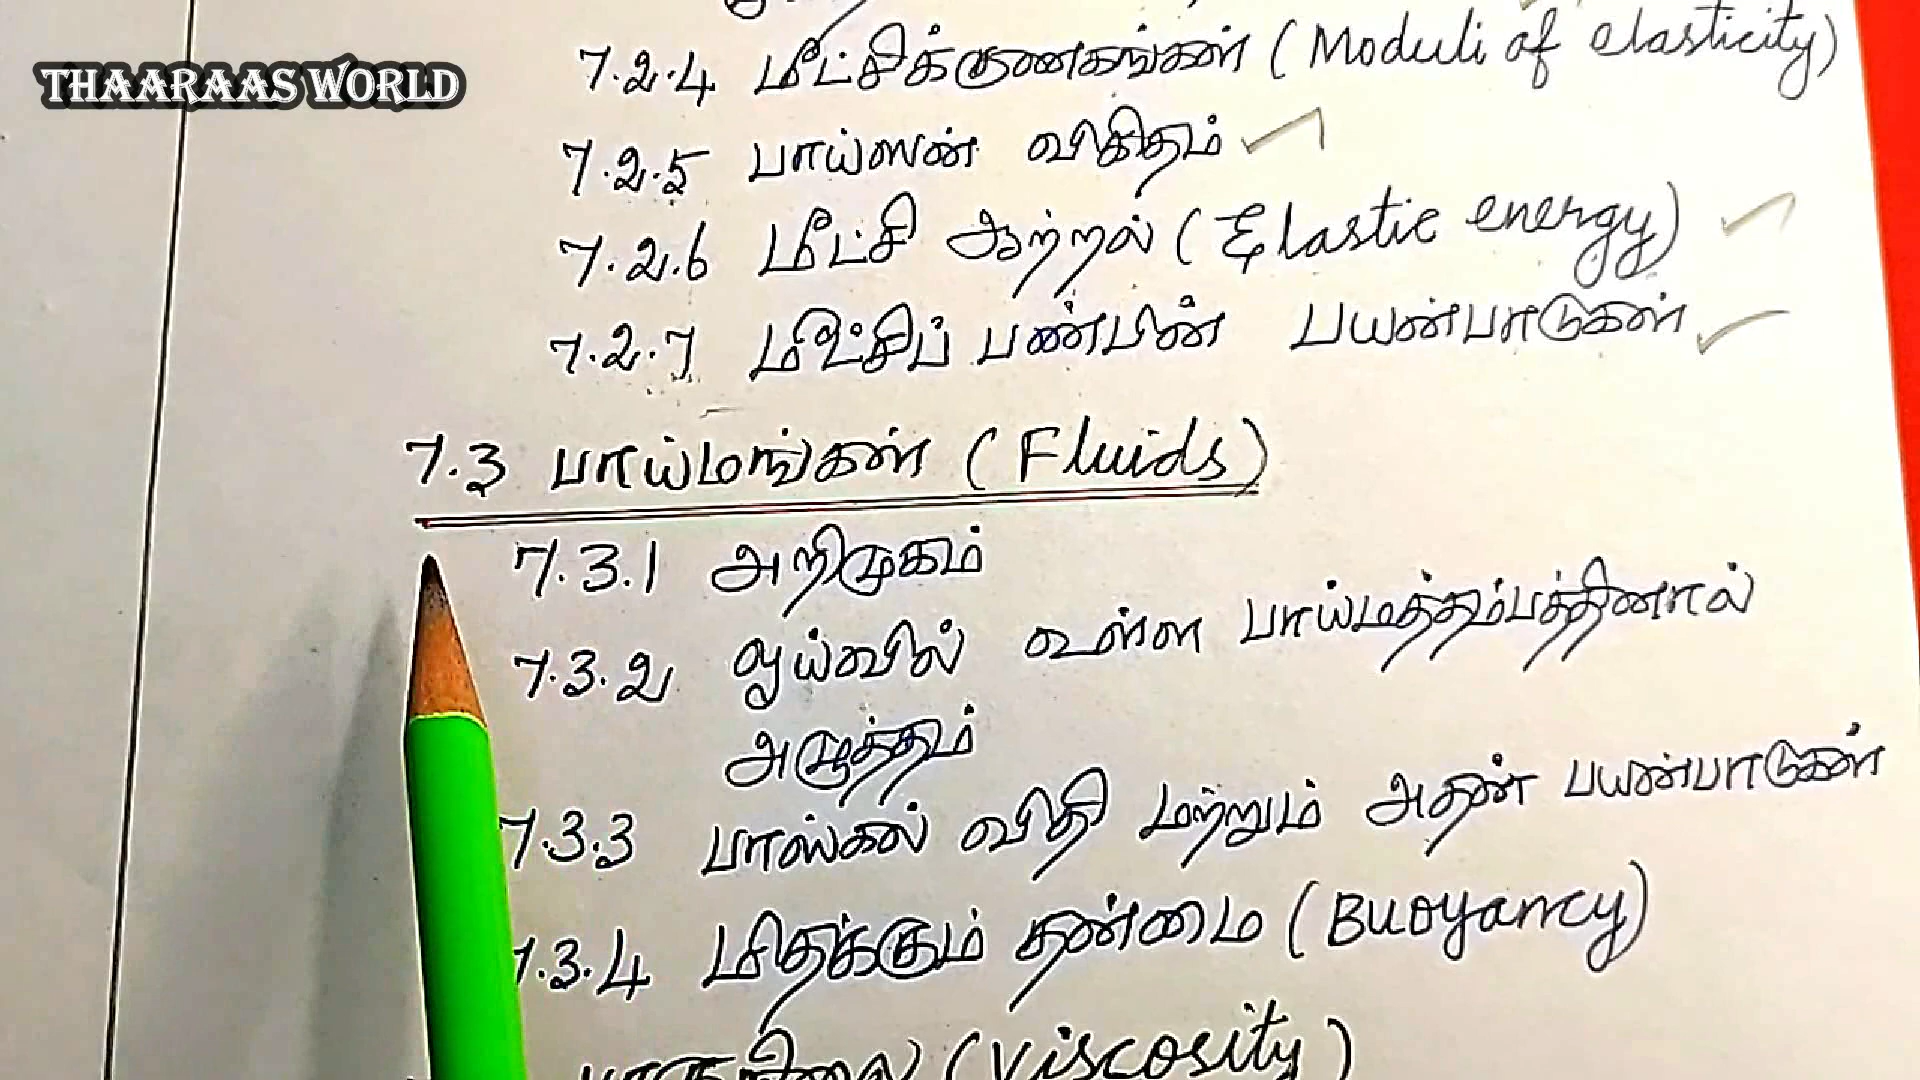 THAARAAS WORLD
7.2.4 மீட்சிக்குணகங்கள் (Moduli of elasticity)
7.2.5 பாய்ஸன் விகிதம்
7.2.6 மீட்சி ஆற்றல் (Elastic energy)
7.2.7 மீட்சிப் பண்பின் பயன்பாடுகள்
7.3 பாய்மங்கள் (Fluids)
7.3.1 அறிமுகம்
7.3.2 ஓய்வில் உள்ள பாய்மத்தம்பத்தினால்
அழுத்தம்
7.3.3 பாஸ்கல் விதி மற்றும் அதன் பயன்பாடுகள்
7.3.4 மிதக்கும் தன்மை (Buoyancy)
(Viscosity)